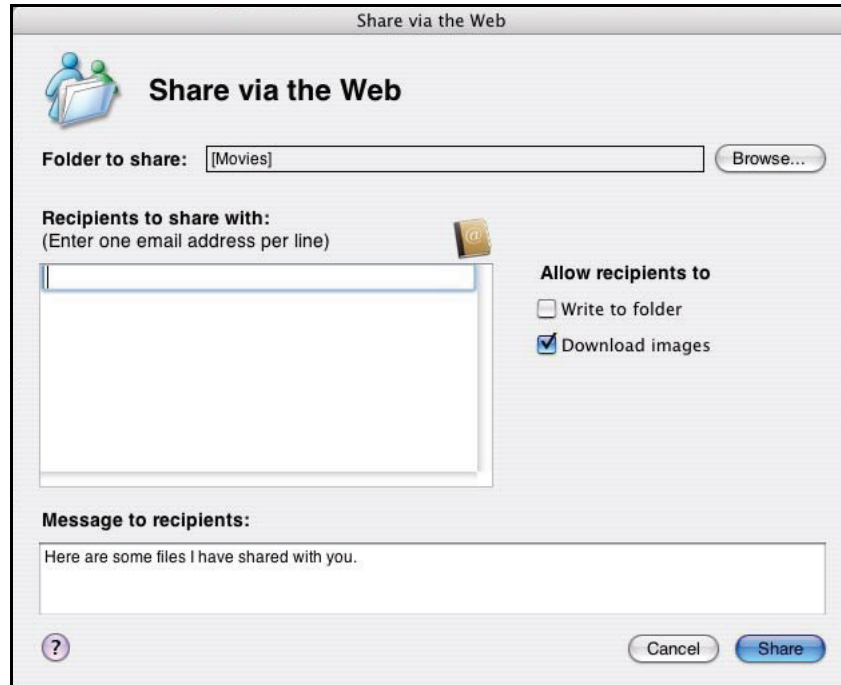 Share via the Web
Share via the Web
Folder to share: [Movies] Browse...
Recipients to share with:
(Enter one email address per line)
@
Allow recipients to
Write to folder
Download images
Message to recipients:
Here are some files I have shared with you.
? Cancel Share